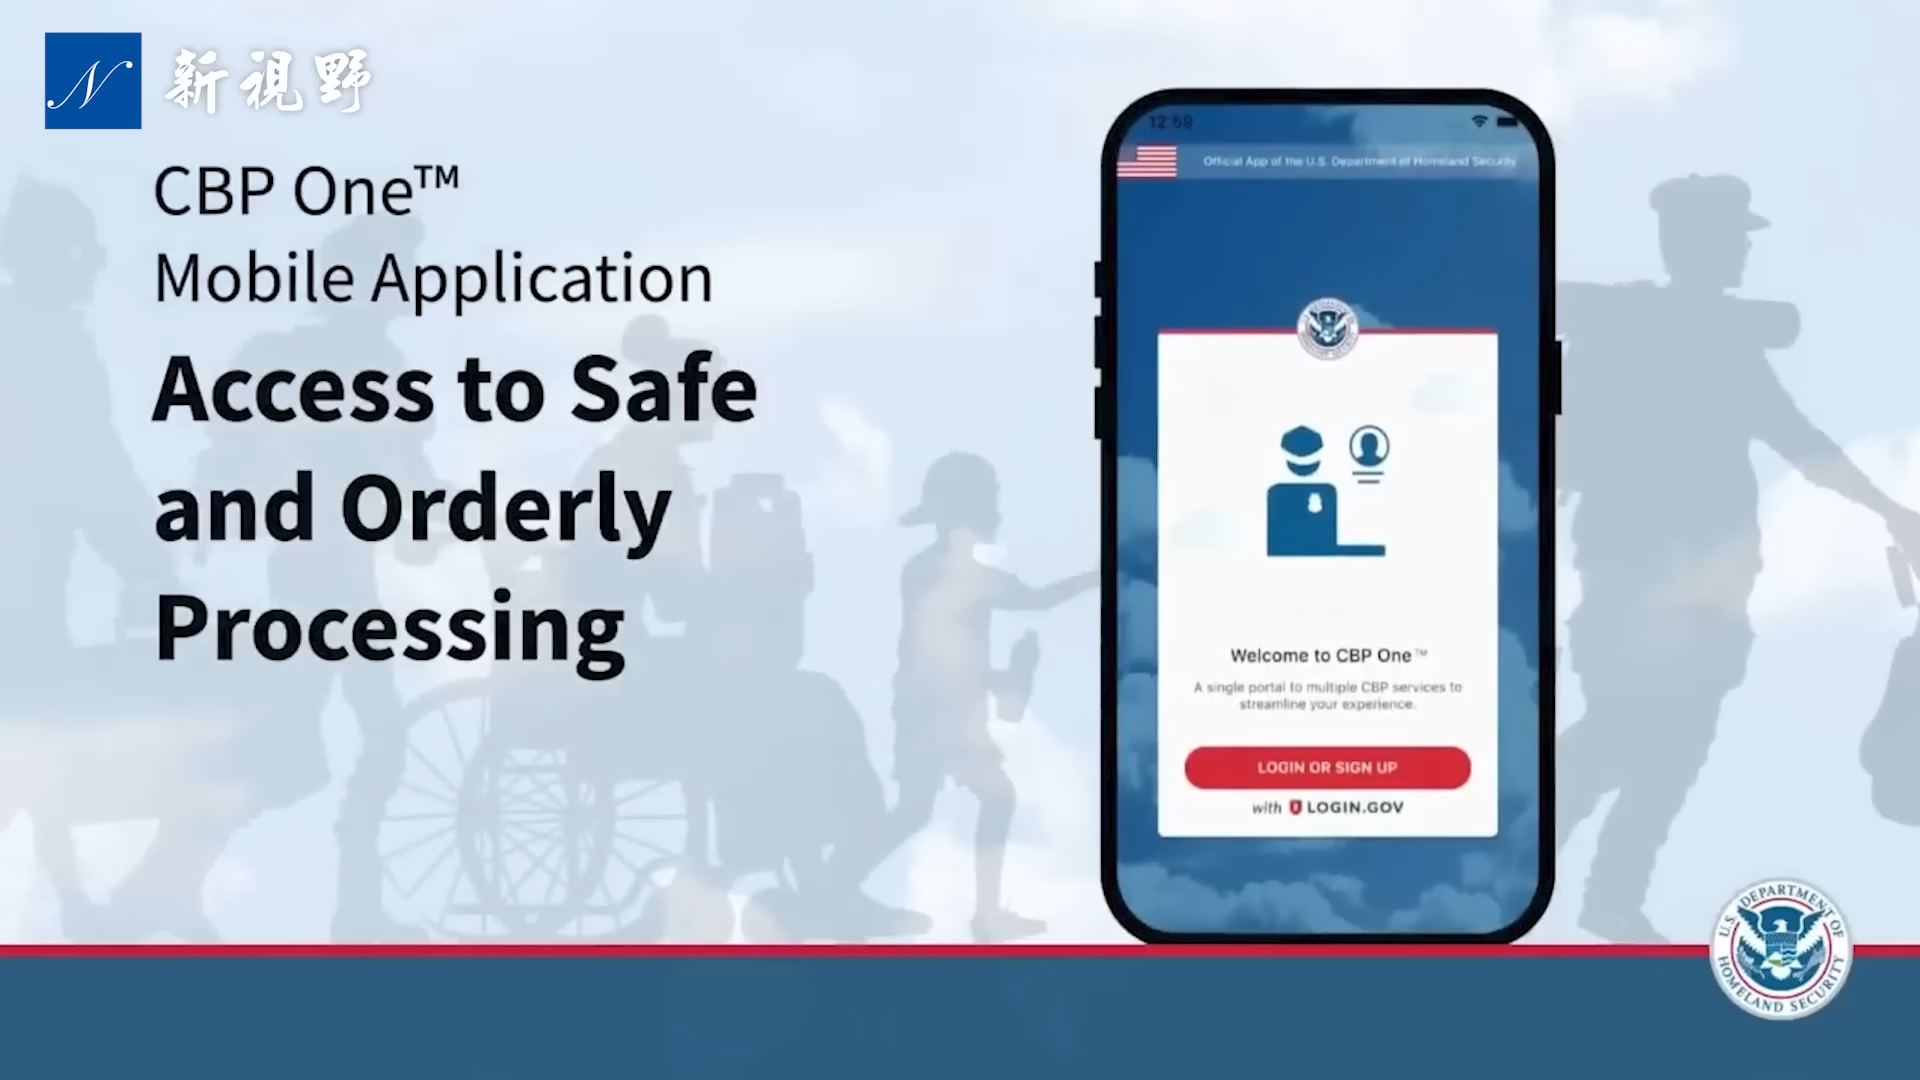 N 新視野
CBP One™
Mobile Application
Access to Safe
and Orderly
Processing
12:59
Official App of the U.S. Department of Homeland Security
Welcome to CBP One™
A single portal to multiple CBP services to
streamline your experience.
LOGIN OR SIGN UP
with LOGIN.GOV
U.S. DEPARTMENT OF
HOMELAND SECURITY